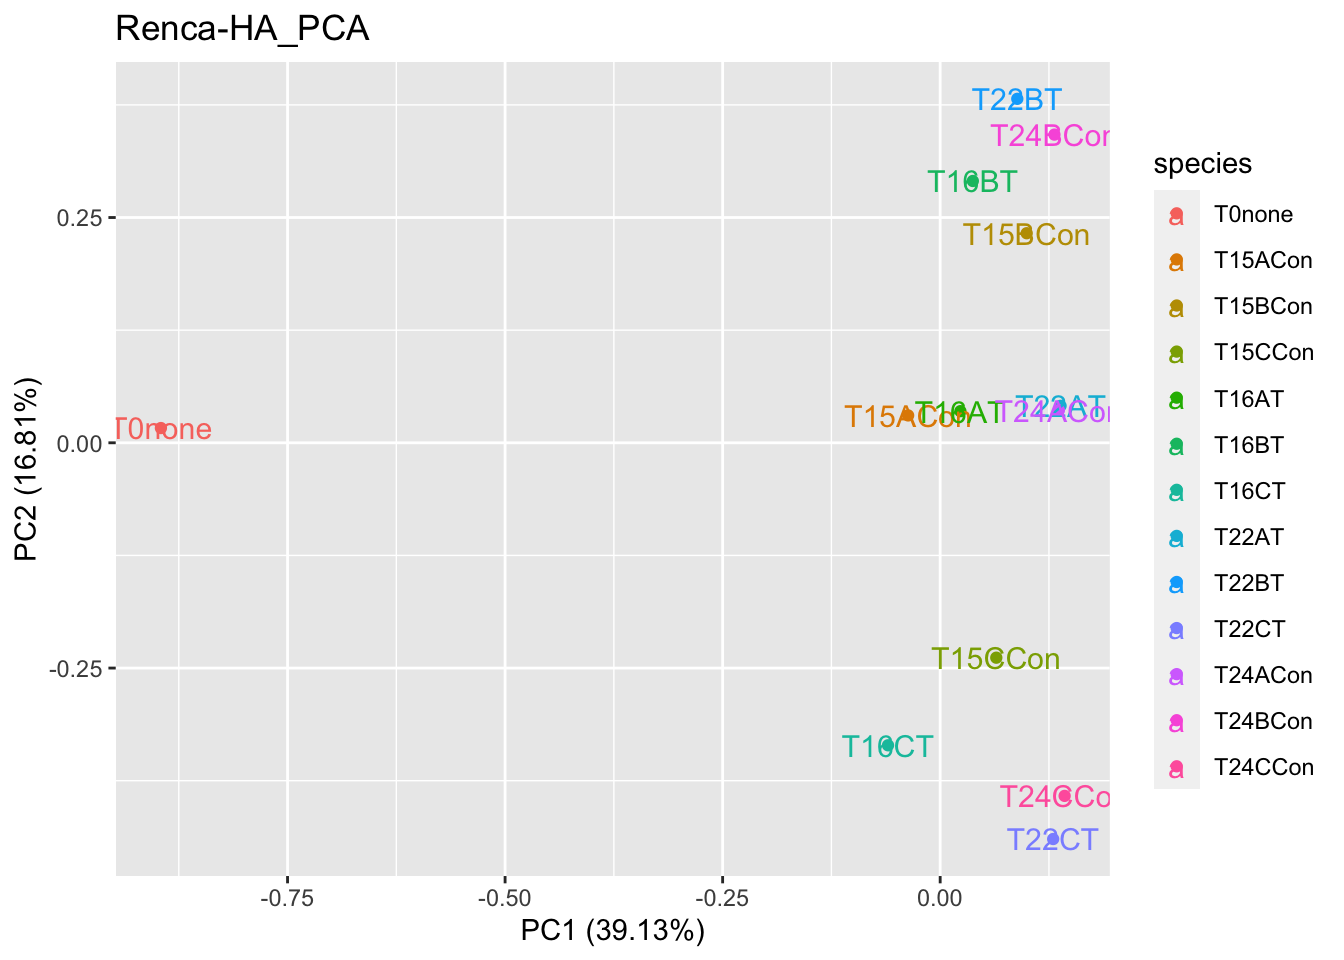 Renca-HA_PCA
T22BT
T24BCon
T16BT
0.25
T15BCon
T0none
0.00
T15ACon
T16AT
T22AT
T24ACon
-0.25
T15CCon
T16CT
T24CCo
T22CT
-0.75
-0.50
-0.25
0.00
PC1 (39.13%)
PC2 (16.81%)
species
a T0none
a T15ACon
a T15BCon
a T15CCon
a T16AT
a T16BT
a T16CT
a T22AT
a T22BT
a T22CT
a T24ACon
a T24BCon
a T24CCon